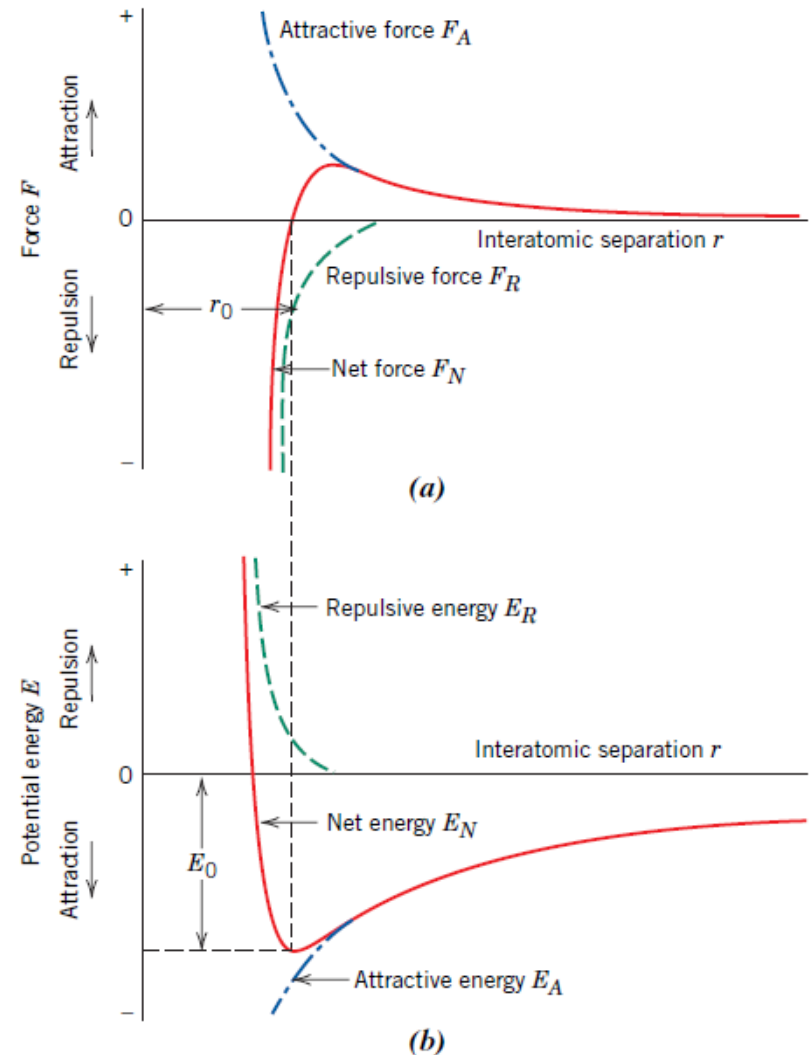 +
Attractive force F_A
Attraction
Force F
0
Interatomic separation r
Repulsion
Repulsive force F_R
r_0
Net force F_N
–
(a)
+
Repulsive energy E_R
Repulsion
Potential energy E
Interatomic separation r
0
Net energy E_N
E_0
Attraction
Attractive energy E_A
–
(b)